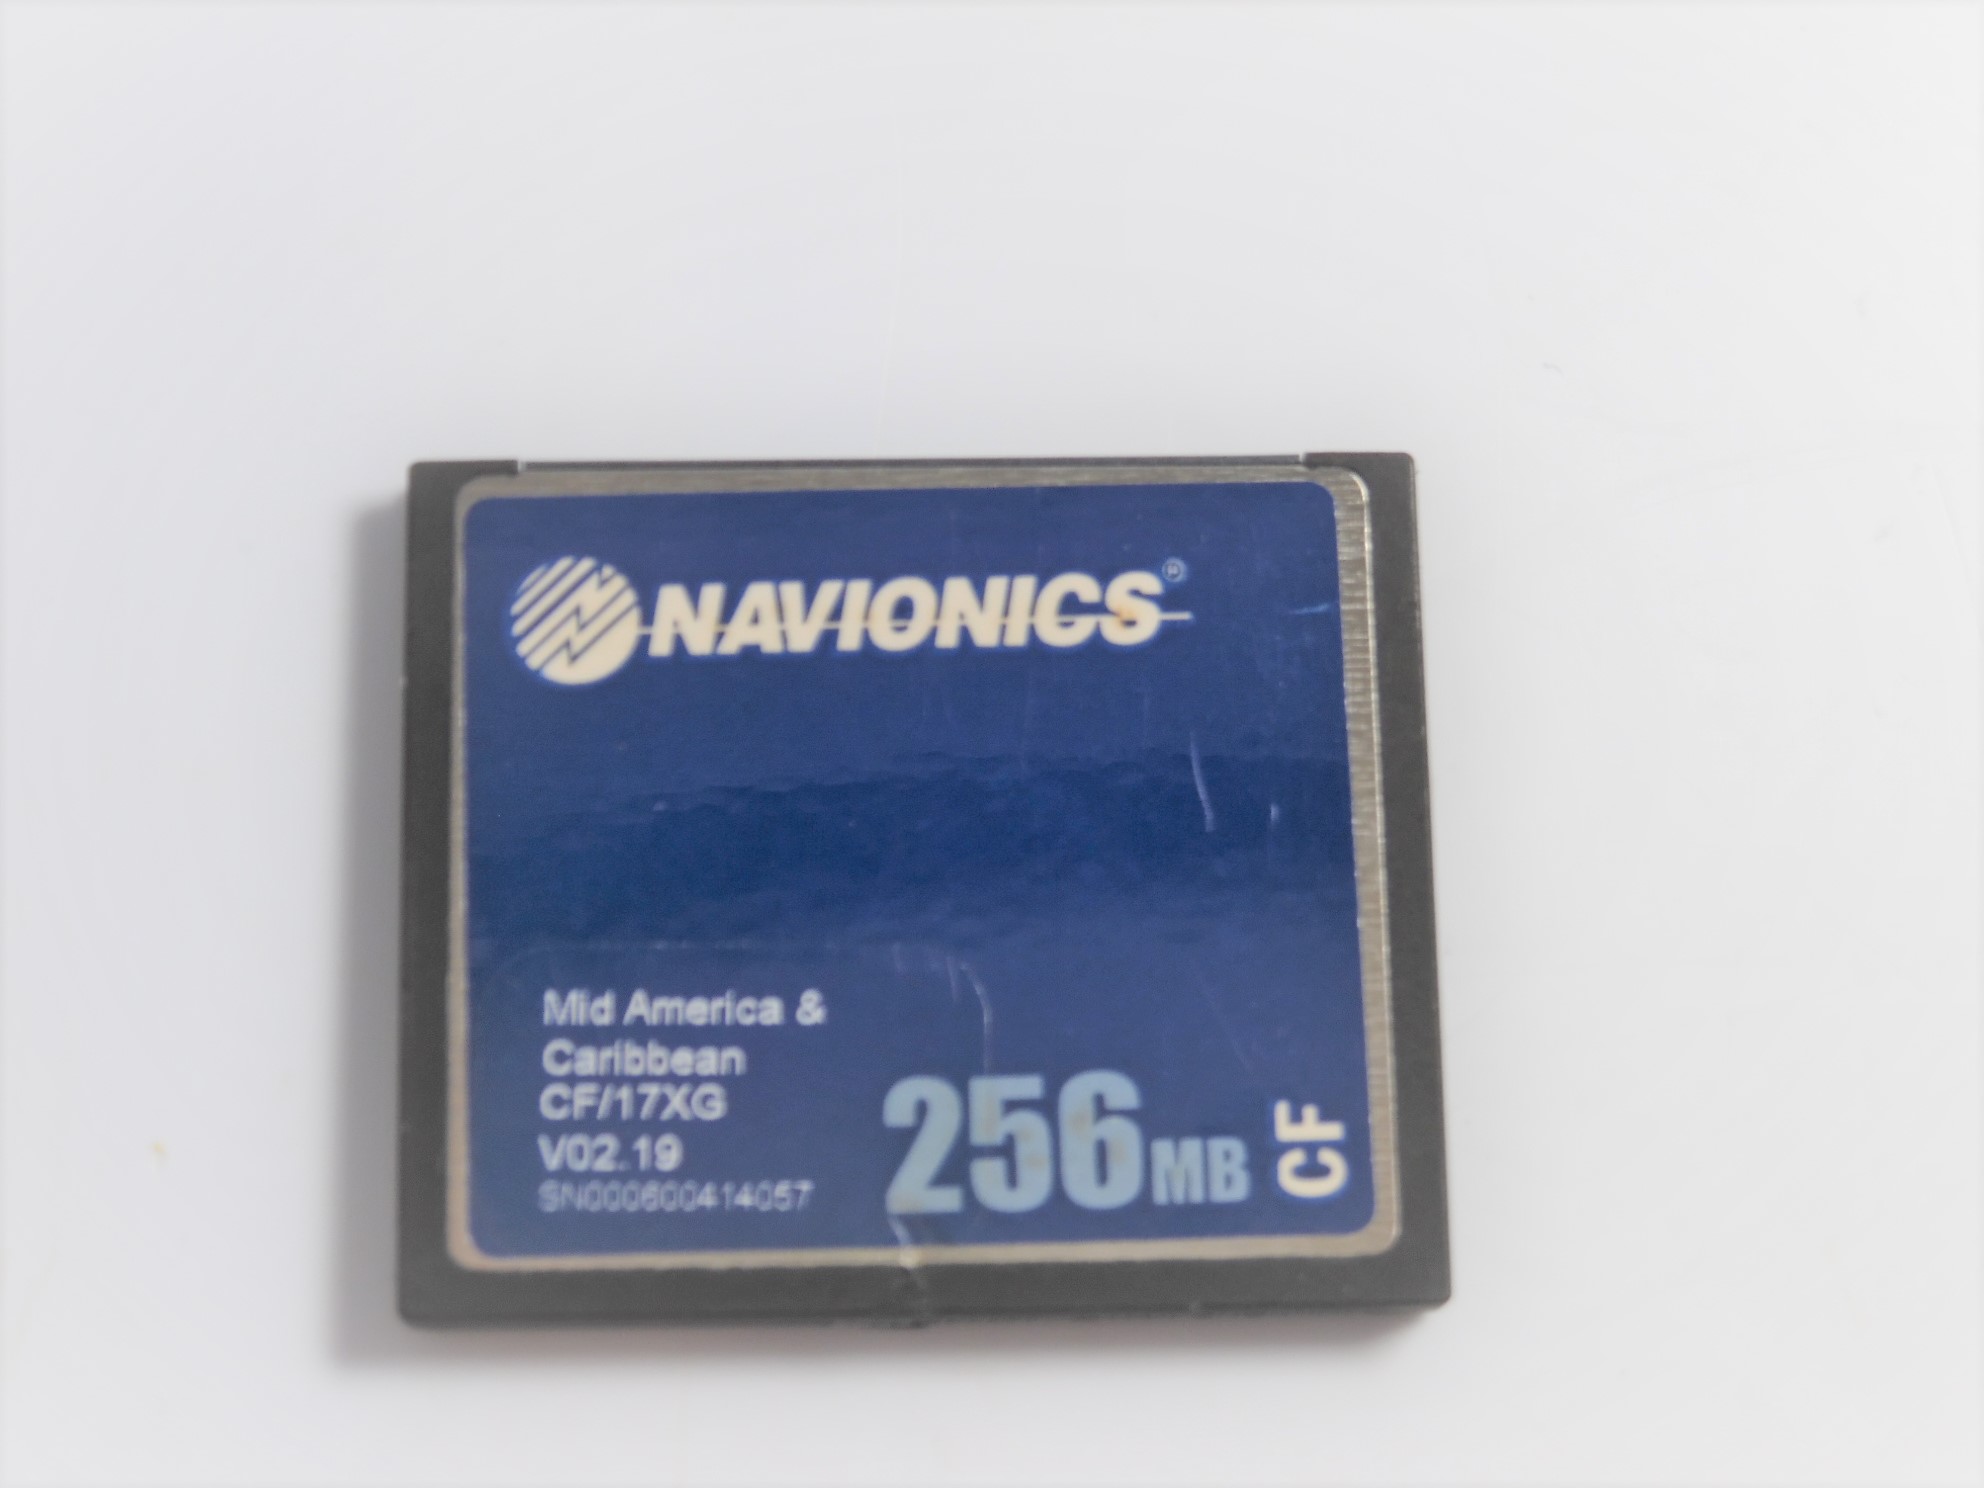 NAVIONICS®
Mid America &
Caribbean
CF/17XG
V02.19
SN000600414057
256MB
CF